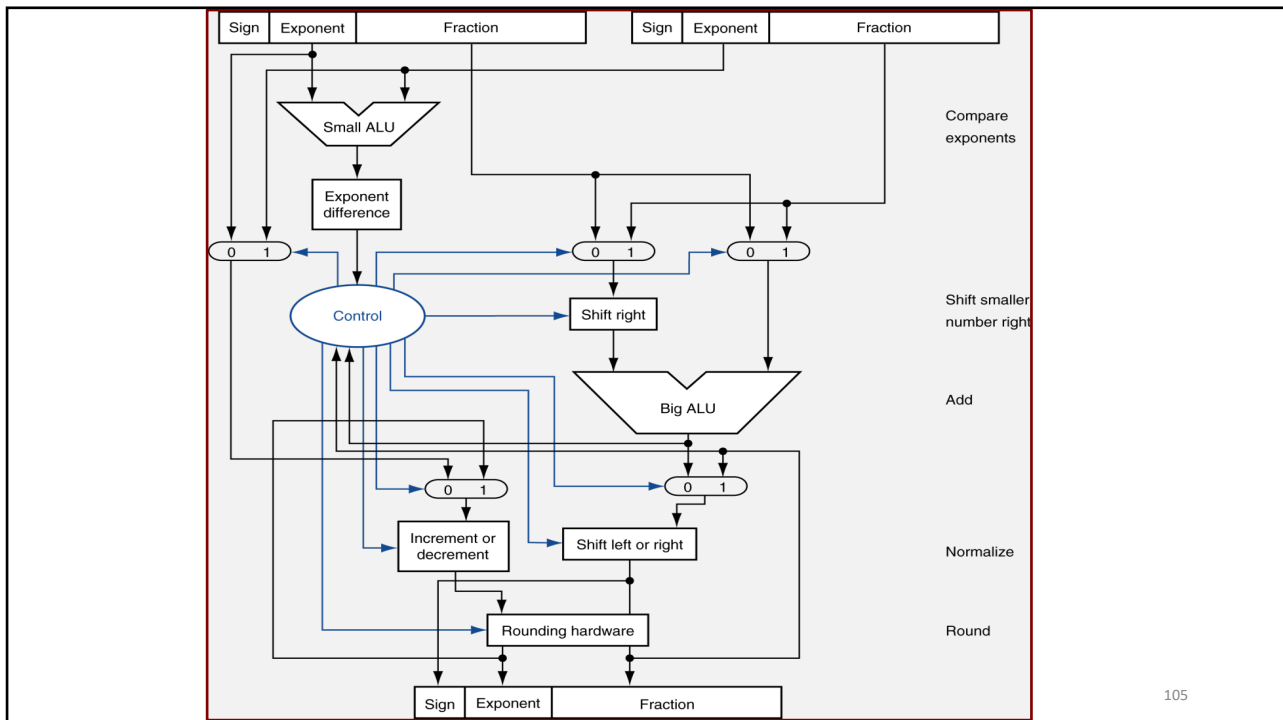 Sign Exponent Fraction Sign Exponent Fraction
Compare
exponents
Small ALU
Exponent
difference
0 1 0 1 0 1
Control
Shift right
Shift smaller
number right
Big ALU
Add
0 1 0 1
Increment or
decrement
Shift left or right
Normalize
Rounding hardware
Round
Sign Exponent Fraction
105